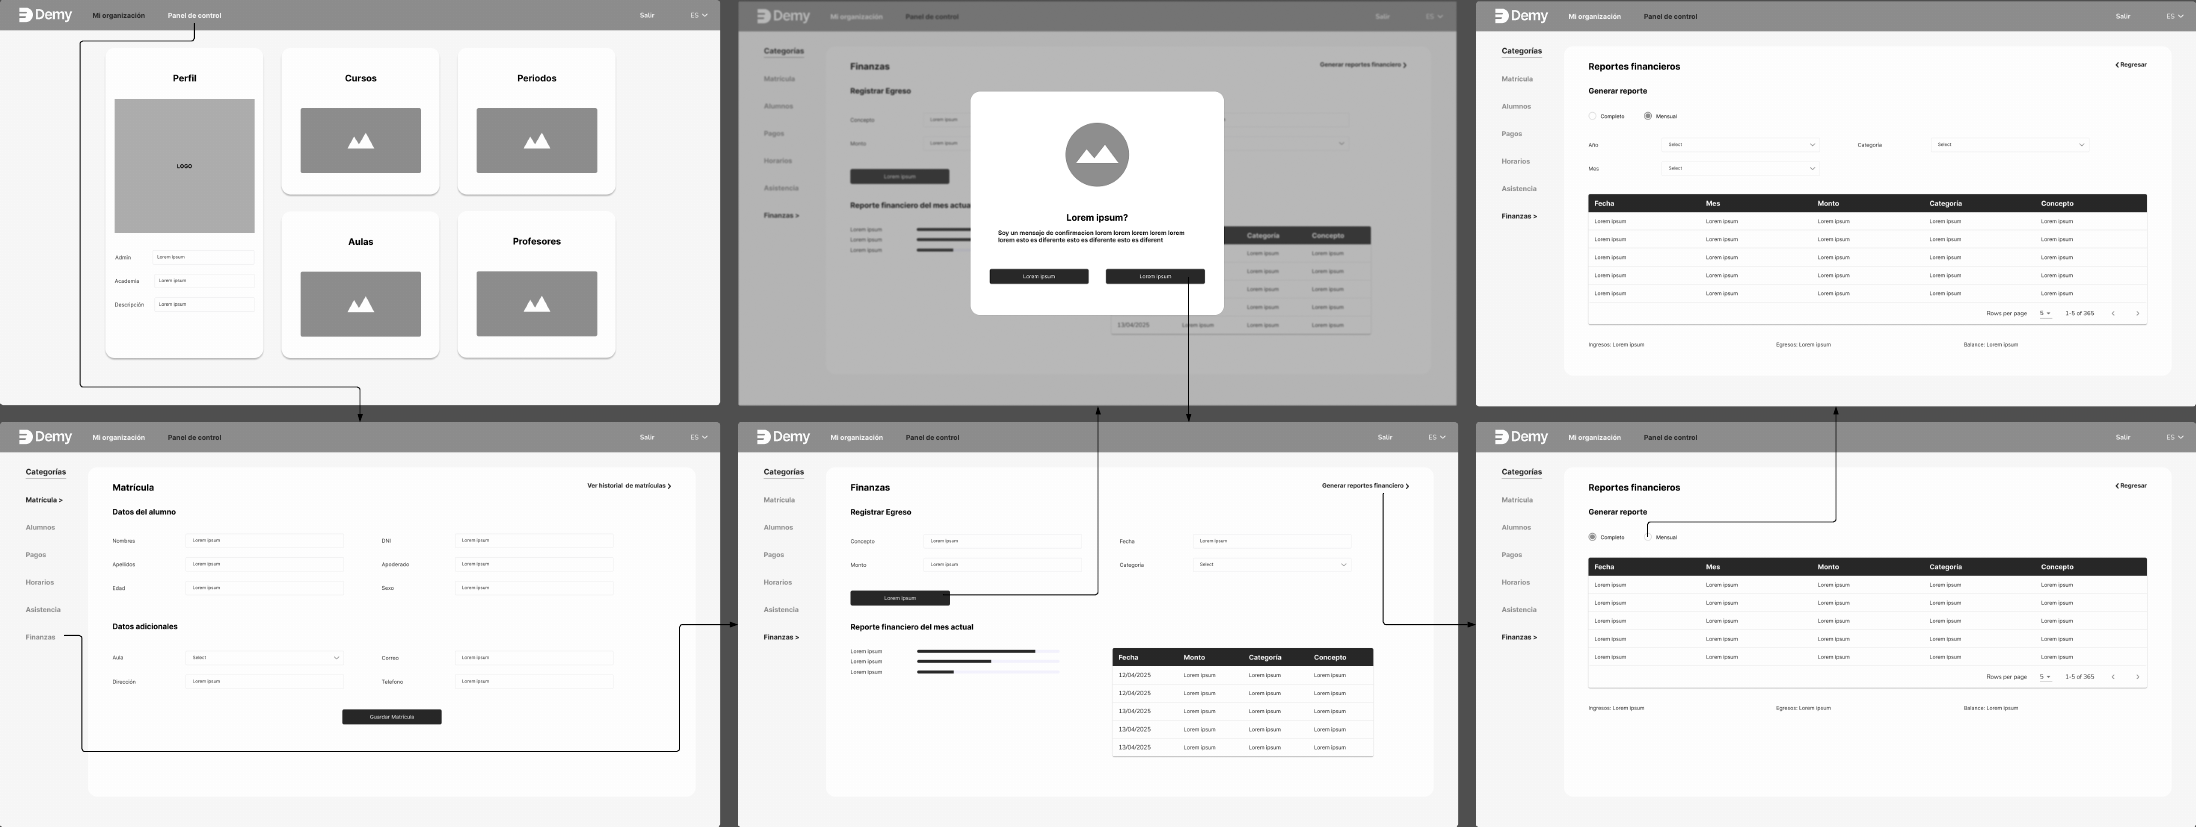 Demy Mi organización Panel de control Salir ES
Perfil
LOGO
Admin Lorem ipsum
Academia Lorem ipsum
Descripción Lorem ipsum
Cursos
Periodos
Aulas
Profesores
Demy Mi organización Panel de control Salir ES
Categorías
Matrícula
Alumnos
Pagos
Horarios
Asistencia
Finanzas >
Finanzas
Generar reportes financiero
Registrar Egreso
Concepto Lorem ipsum
Monto Lorem ipsum
Lorem ipsum
Reporte financiero del mes actual
Lorem ipsum
Lorem ipsum
Lorem ipsum
Categoría Concepto
Lorem ipsum Lorem ipsum
Lorem ipsum Lorem ipsum
Lorem ipsum Lorem ipsum
Lorem ipsum Lorem ipsum
13/04/2025 Lorem ipsum Lorem ipsum Lorem ipsum
Lorem ipsum?
Soy un mensaje de confirmacion lorem lorem lorem lorem lorem
lorem esto es diferente esto es diferente esto es diferent
Lorem ipsum Lorem ipsum
Demy Mi organización Panel de control Salir ES
Categorías
Matrícula
Alumnos
Pagos
Horarios
Asistencia
Finanzas >
Reportes financieros
Regresar
Generar reporte
Completo Mensual
Año Select Categoría Select
Mes Select
Fecha Mes Monto Categoría Concepto
Lorem ipsum Lorem ipsum Lorem ipsum Lorem ipsum Lorem ipsum
Lorem ipsum Lorem ipsum Lorem ipsum Lorem ipsum Lorem ipsum
Lorem ipsum Lorem ipsum Lorem ipsum Lorem ipsum Lorem ipsum
Lorem ipsum Lorem ipsum Lorem ipsum Lorem ipsum Lorem ipsum
Lorem ipsum Lorem ipsum Lorem ipsum Lorem ipsum Lorem ipsum
Rows per page 5 1-5 of 365
Ingresos: Lorem ipsum Egresos: Lorem ipsum Balance: Lorem ipsum
Demy Mi organización Panel de control Salir ES
Categorías
Matrícula >
Alumnos
Pagos
Horarios
Asistencia
Finanzas
Matrícula
Ver historial de matrículas
Datos del alumno
Nombres Lorem ipsum DNI Lorem ipsum
Apellidos Lorem ipsum Apoderado Lorem ipsum
Edad Lorem ipsum Sexo Lorem ipsum
Datos adicionales
Aula Select Correo Lorem ipsum
Dirección Lorem ipsum Telefono Lorem ipsum
Guardar Matrícula
Demy Mi organización Panel de control Salir ES
Categorías
Matrícula
Alumnos
Pagos
Horarios
Asistencia
Finanzas >
Finanzas
Generar reportes financiero
Registrar Egreso
Concepto Lorem ipsum Fecha Lorem ipsum
Monto Lorem ipsum Categoría Select
Lorem ipsum
Reporte financiero del mes actual
Lorem ipsum
Lorem ipsum
Lorem ipsum
Fecha Monto Categoría Concepto
12/04/2025 Lorem ipsum Lorem ipsum Lorem ipsum
12/04/2025 Lorem ipsum Lorem ipsum Lorem ipsum
13/04/2025 Lorem ipsum Lorem ipsum Lorem ipsum
13/04/2025 Lorem ipsum Lorem ipsum Lorem ipsum
13/04/2025 Lorem ipsum Lorem ipsum Lorem ipsum
Demy Mi organización Panel de control Salir ES
Categorías
Matrícula
Alumnos
Pagos
Horarios
Asistencia
Finanzas >
Reportes financieros
Regresar
Generar reporte
Completo Mensual
Fecha Mes Monto Categoría Concepto
Lorem ipsum Lorem ipsum Lorem ipsum Lorem ipsum Lorem ipsum
Lorem ipsum Lorem ipsum Lorem ipsum Lorem ipsum Lorem ipsum
Lorem ipsum Lorem ipsum Lorem ipsum Lorem ipsum Lorem ipsum
Lorem ipsum Lorem ipsum Lorem ipsum Lorem ipsum Lorem ipsum
Lorem ipsum Lorem ipsum Lorem ipsum Lorem ipsum Lorem ipsum
Rows per page 5 1-5 of 365
Ingresos: Lorem ipsum Egresos: Lorem ipsum Balance: Lorem ipsum